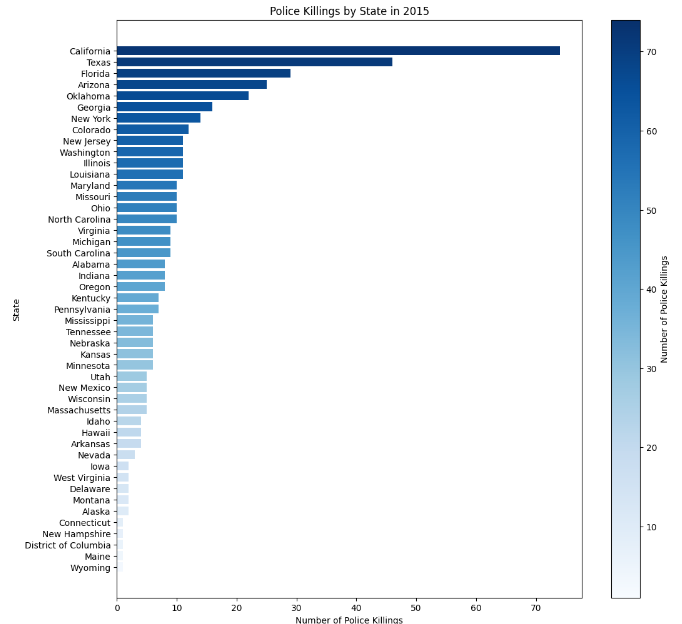 Police Killings by State in 2015
California
Texas
Florida
Arizona
Oklahoma
Georgia
New York
Colorado
New Jersey
Washington
Illinois
Louisiana
Maryland
Missouri
Ohio
North Carolina
Virginia
Michigan
South Carolina
Alabama
Indiana
Oregon
Kentucky
Pennsylvania
Mississippi
Tennessee
Nebraska
Kansas
Minnesota
Utah
New Mexico
Wisconsin
Massachusetts
Idaho
Hawaii
Arkansas
Nevada
Iowa
West Virginia
Delaware
Montana
Alaska
Connecticut
New Hampshire
District of Columbia
Maine
Wyoming
State
0 10 20 30 40 50 60 70
Number of Police Killings
70
60
50
40
30
20
10
Number of Police Killings